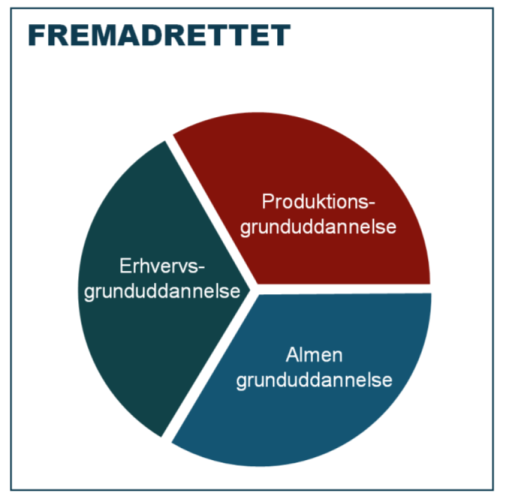 FREMADRETTET
Produktions-
grunduddannelse
Erhvervs-
grunduddannelse
Almen
grunduddannelse